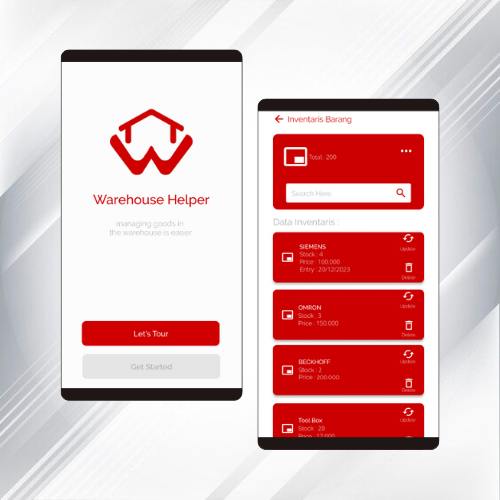 Warehouse Helper
managing goods in
the warehouse is easier
Let's Tour
Get Started
Inventaris Barang
Total : 200
Search Here
Data Inventaris :
SIEMENS
Stock : 4
Price : 100.000
Entry : 20/12/2023
Update
Delete
OMRON
Stock : 3
Price : 150.000
Update
Delete
BECKHOFF
Stock : 2
Price : 200.000
Update
Delete
Tool Box
Stock : 20
Price : 17.000
Update